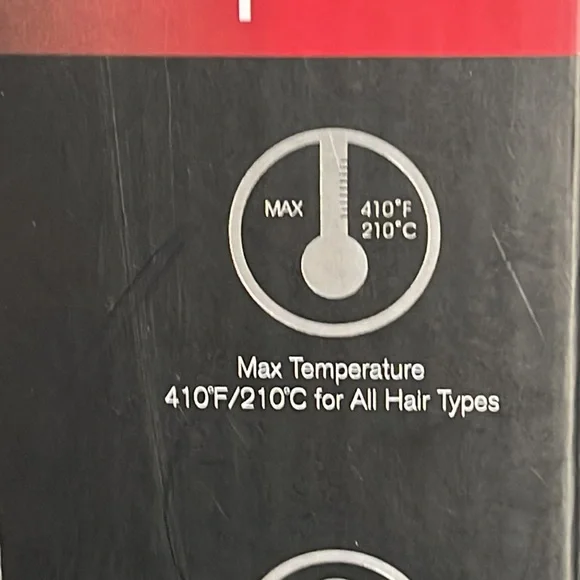 MAX 410°F
210°C
Max Temperature
410°F/210°C for All Hair Types